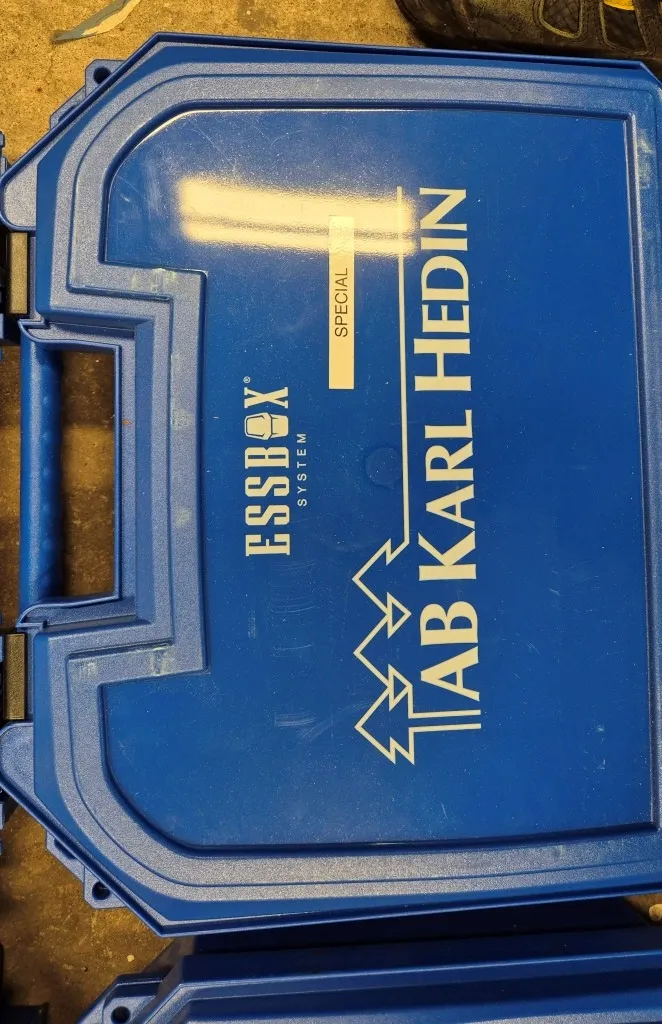 ESSBOX®
SYSTEM
SPECIAL
AB KARL HEDIN